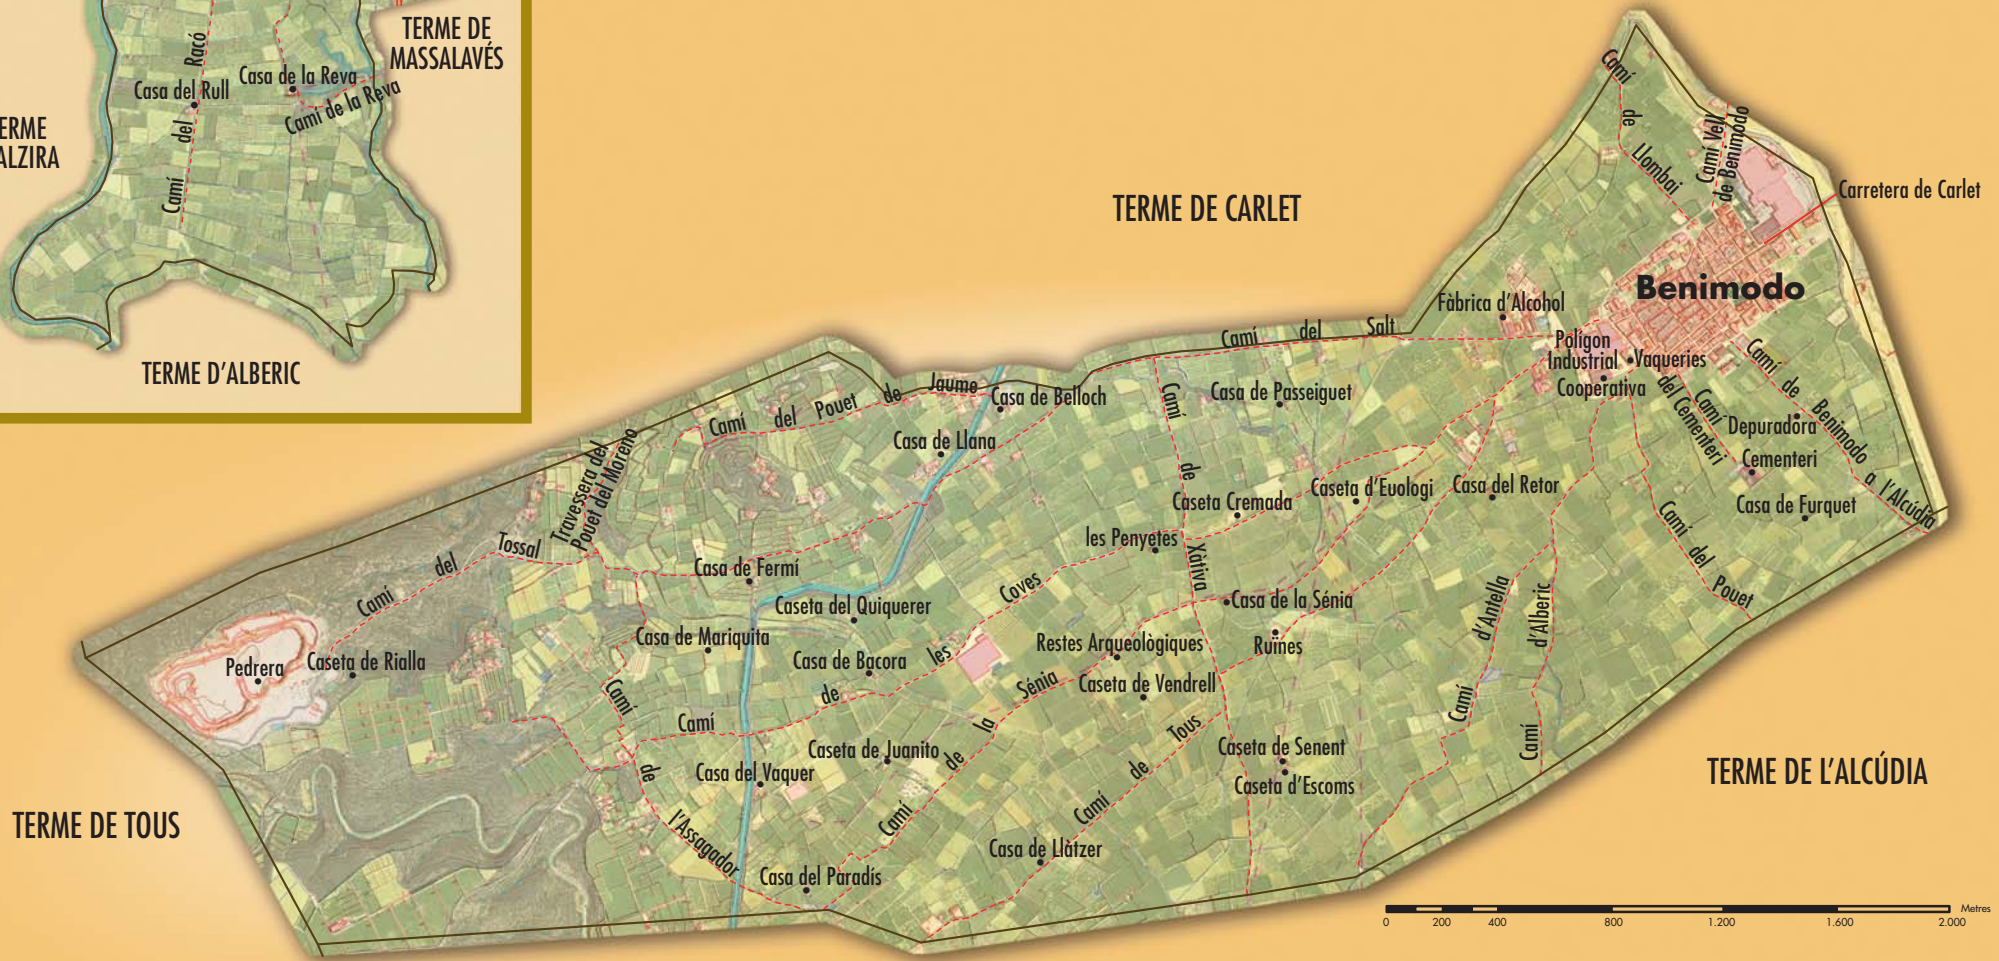 TERME DE
MASSALAVÉS
Casa de la Reva
Casa del Rull
Camí del Racó
Camí de la Reva
ERME
ALZIRA
TERME D'ALBERIC
TERME DE CARLET
Camí de Llombai
Camí Vell
de Benimodo
Carretera de Carlet
Benimodo
Fàbrica d'Alcohol
Camí del Salt
Polígon
Industrial
Vaqueries
Cooperativa
Camí
del Cementeri
Camí de Benimodo a l'Alcúdia
Depuradora
Cementeri
Casa de Furquet
Camí del Pouet
Camí del Pouet de Jaume
Casa de Belloch
Casa de Llana
Camí de Xàtiva
Casa de Passeiguet
Caseta Cremada
Caseta d'Euologi
Casa del Retor
les Penyetes
Travessera del
Pouet del Moreno
Camí del Tossal
Casa de Fermí
Caseta del Quiquerer
Camí de les Coves
Casa de la Sénia
Camí d'Antella
Camí d'Alberic
Casa de Mariquita
Casa de Bacora
Restes Arqueològiques
Ruïnes
Pedrera
Caseta de Rialla
Caseta de Vendrell
Camí de la Sénia
Camí de Tous
Caseta de Juanito
Caseta de Senent
Caseta d'Escoms
Casa del Vaquer
Camí de l'Assagador
Casa de Llàtzer
Casa del Paradís
TERME DE TOUS
TERME DE L'ALCÚDIA
Metres
0 200 400 800 1.200 1.600 2.000